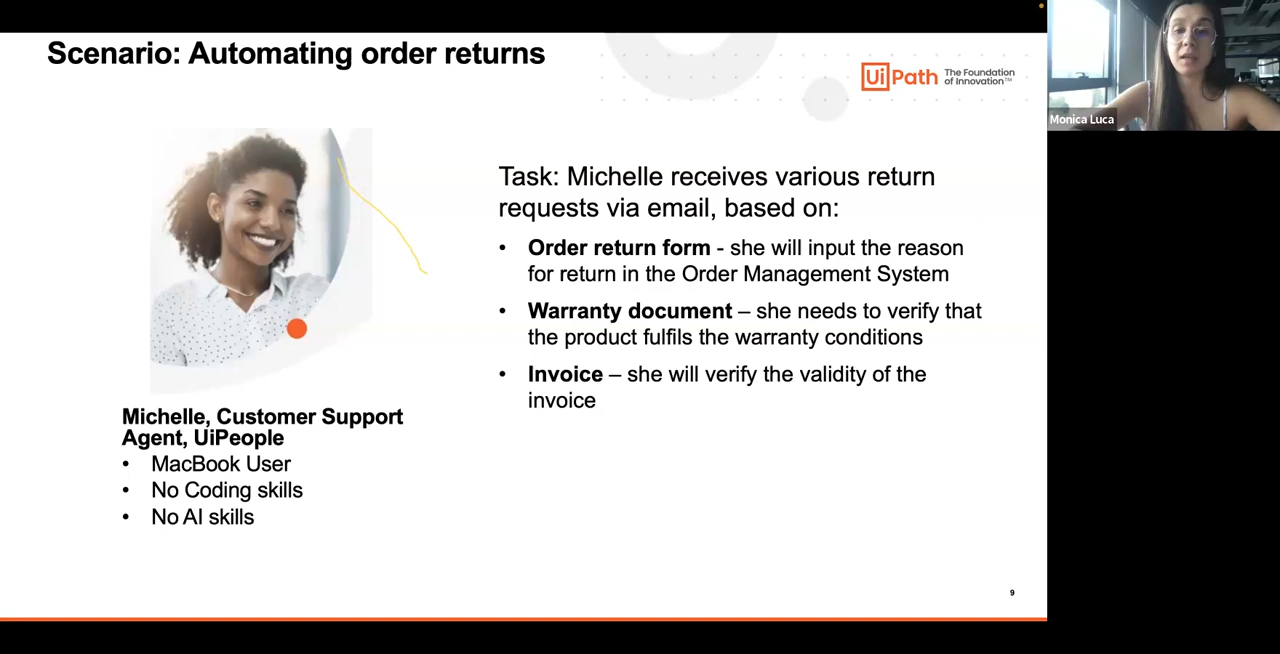 Scenario: Automating order returns
UiPath The Foundation
of Innovation™
Monica Luca
Task: Michelle receives various return
requests via email, based on:
• Order return form - she will input the reason
for return in the Order Management System
• Warranty document – she needs to verify that
the product fulfils the warranty conditions
• Invoice – she will verify the validity of the
invoice
Michelle, Customer Support
Agent, UiPeople
• MacBook User
• No Coding skills
• No AI skills
9